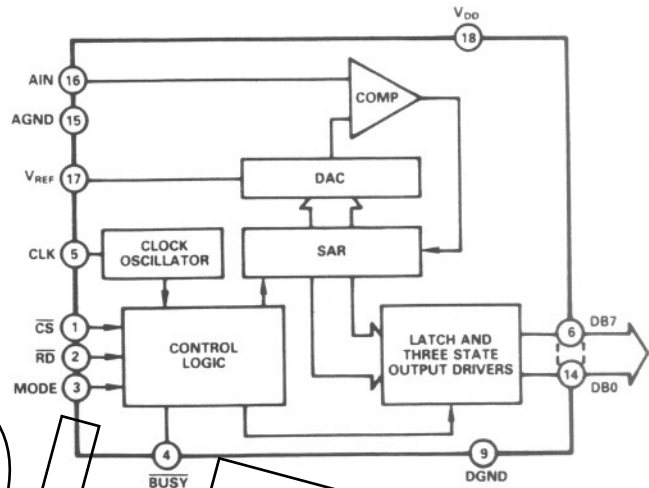 VDD
18
AIN 16
COMP
AGND 15
VREF 17
DAC
CLK 5
CLOCK
OSCILLATOR
SAR
CS 1
RD 2
MODE 3
CONTROL
LOGIC
LATCH AND
THREE STATE
OUTPUT DRIVERS
6 DB7
14 DB0
4
BUSY
9
DGND